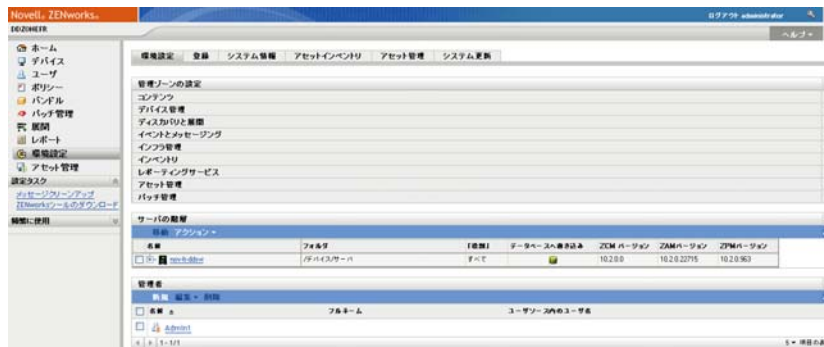 Novell® ZENworks®
ログアウト administrator
DDZONEFR
ヘルプ
ホーム
デバイス
ユーザ
ポリシー
バンドル
パッチ管理
展開
レポート
環境設定
アセット管理
設定タスク
メッセージクリーンアップ
ZENworksツールのダウンロード
頻繁に使用
環境設定 登録 システム情報 アセットインベントリ アセット管理 システム更新
管理ゾーンの設定
コンテンツ
デバイス管理
ディスカバリと展開
イベントとメッセージング
インフラ管理
インベントリ
レポーティングサービス
アセット管理
パッチ管理
サーバの階層
移動 アクション
名前 フォルダ 「役割」 データベースへ書き込み ZCM バージョン ZAMバージョン ZPMバージョン
/デバイス/サーバ すべて 10.2.0.0 10.2.0.22715 10.2.0.963
管理者
新規 編集 削除
名前 フルネーム ユーザソース内のユーザ名
Admin1
1 - 1/1
5 項目の表